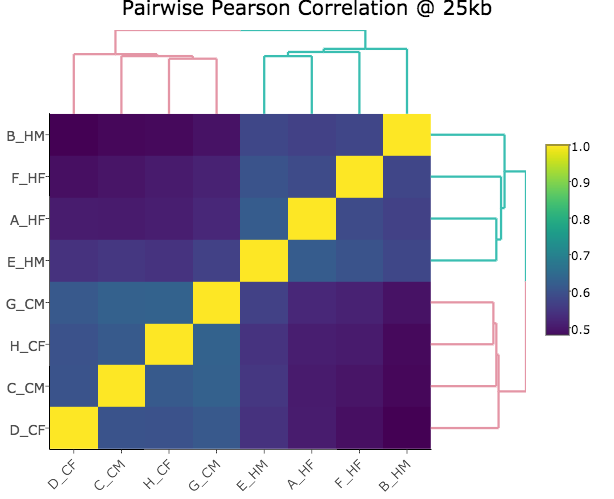 Pairwise Pearson Correlation @ 25kb
B_HM
F_HF
A_HF
E_HM
G_CM
H_CF
C_CM
D_CF
1.0
0.9
0.8
0.7
0.6
0.5
D_CF
C_CM
H_CF
G_CM
E_HM
A_HF
F_HF
B_HM